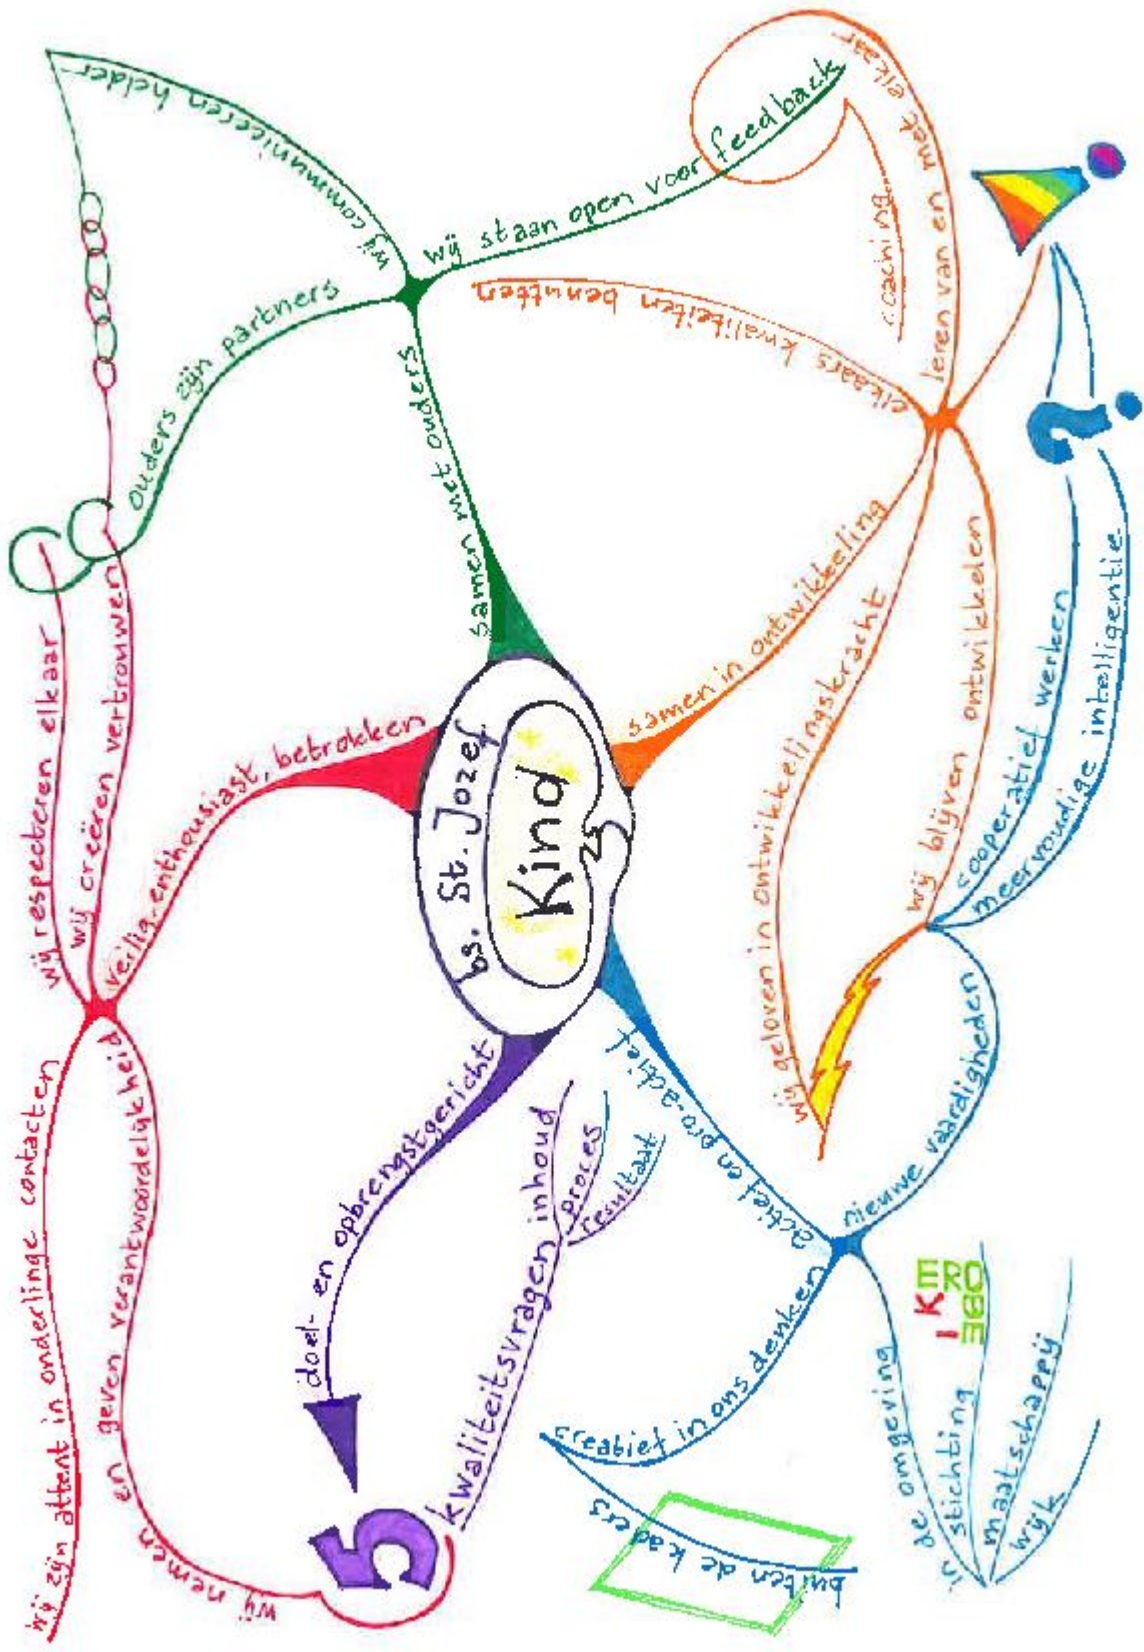 bs. St. Jozef
Kind
samen met ouders
wij staan open voor feedback
wij communiceren helder
ouders zijn partners
samen in ontwikkeling
elkaars kwaliteiten benutten
leren van en met elkaar
coaching
wij blijven ontwikkelen
wij geloven in ontwikkelingskracht
actief en pro-actief
nieuwe vaardigheden
coöperatief werken
meervoudige intelligentie
de omgeving
is
stichting
maatschappij
wijk
IK
ERO
BE
creatief in ons denken
buiten de kaders
doel- en opbrengstgericht
5
kwaliteitsvragen
inhoud
proces
resultaat
veilig, enthousiast, betrokken
wij respecteren elkaar
wij creëren vertrouwen
wij zijn attent in onderlinge contacten
wij nemen en geven verantwoordelijkheid